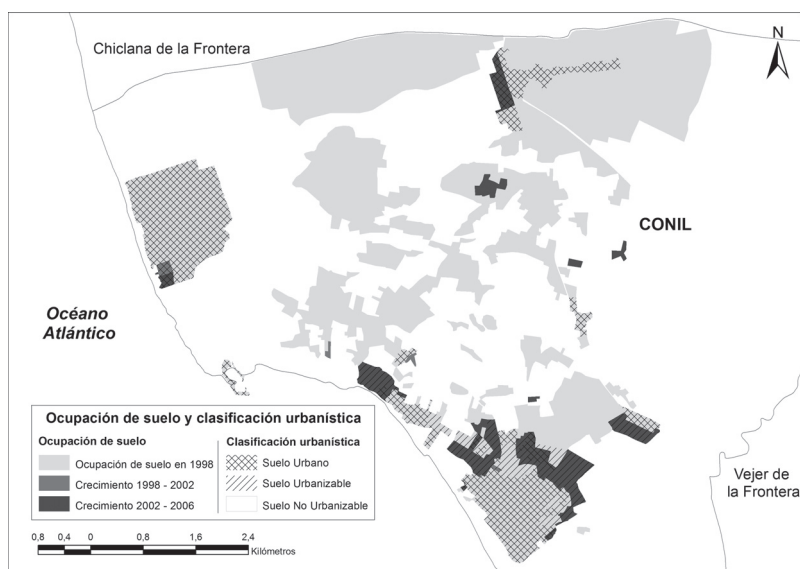 Chiclana de la Frontera
N
CONIL
Océano
Atlántico
Vejer de
la Frontera
Ocupación de suelo y clasificación urbanística
Ocupación de suelo
Ocupación de suelo en 1998
Crecimiento 1998 - 2002
Crecimiento 2002 - 2006
Clasificación urbanística
Suelo Urbano
Suelo Urbanizable
Suelo No Urbanizable
0,8 0,4 0 0,8 1,6 2,4
Kilómetros